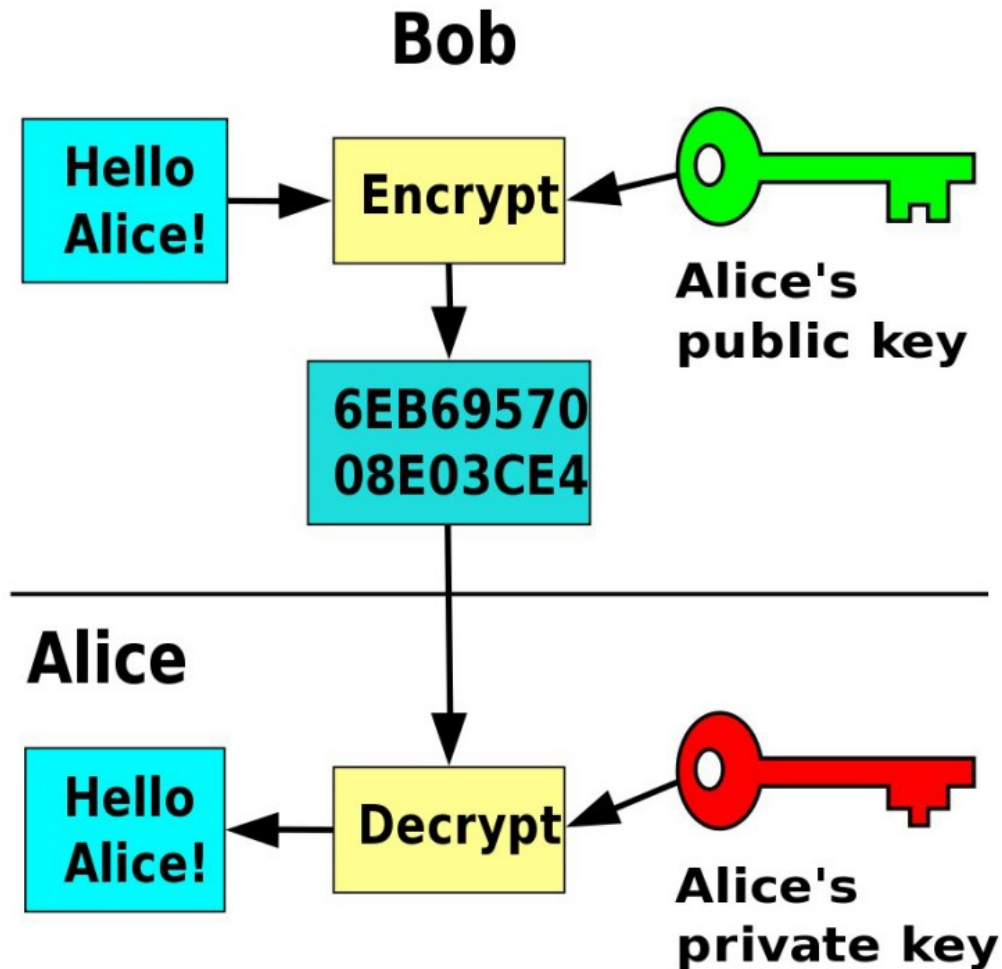 Bob
Hello
Alice!
Encrypt
Alice's
public key
6EB69570
08E03CE4
Alice
Hello
Alice!
Decrypt
Alice's
private key